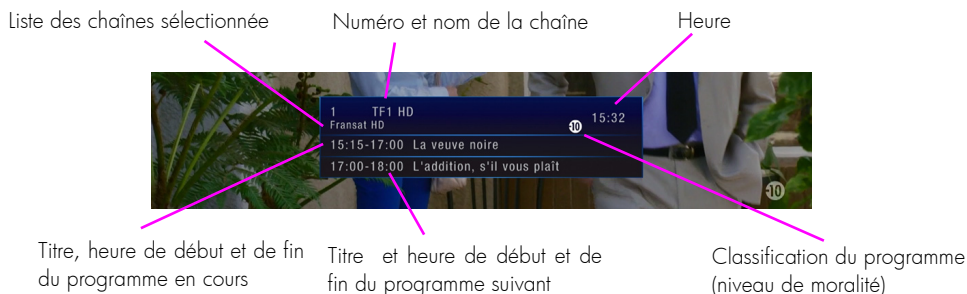 Liste des chaînes sélectionnée
Numéro et nom de la chaîne
Heure
1 TF1 HD
15:32
Fransat HD
-10
15:15-17:00 La veuve noire
17:00-18:00 L'addition, s'il vous plaît
-10
Titre, heure de début et de fin
du programme en cours
Titre et heure de début et de
fin du programme suivant
Classification du programme
(niveau de moralité)